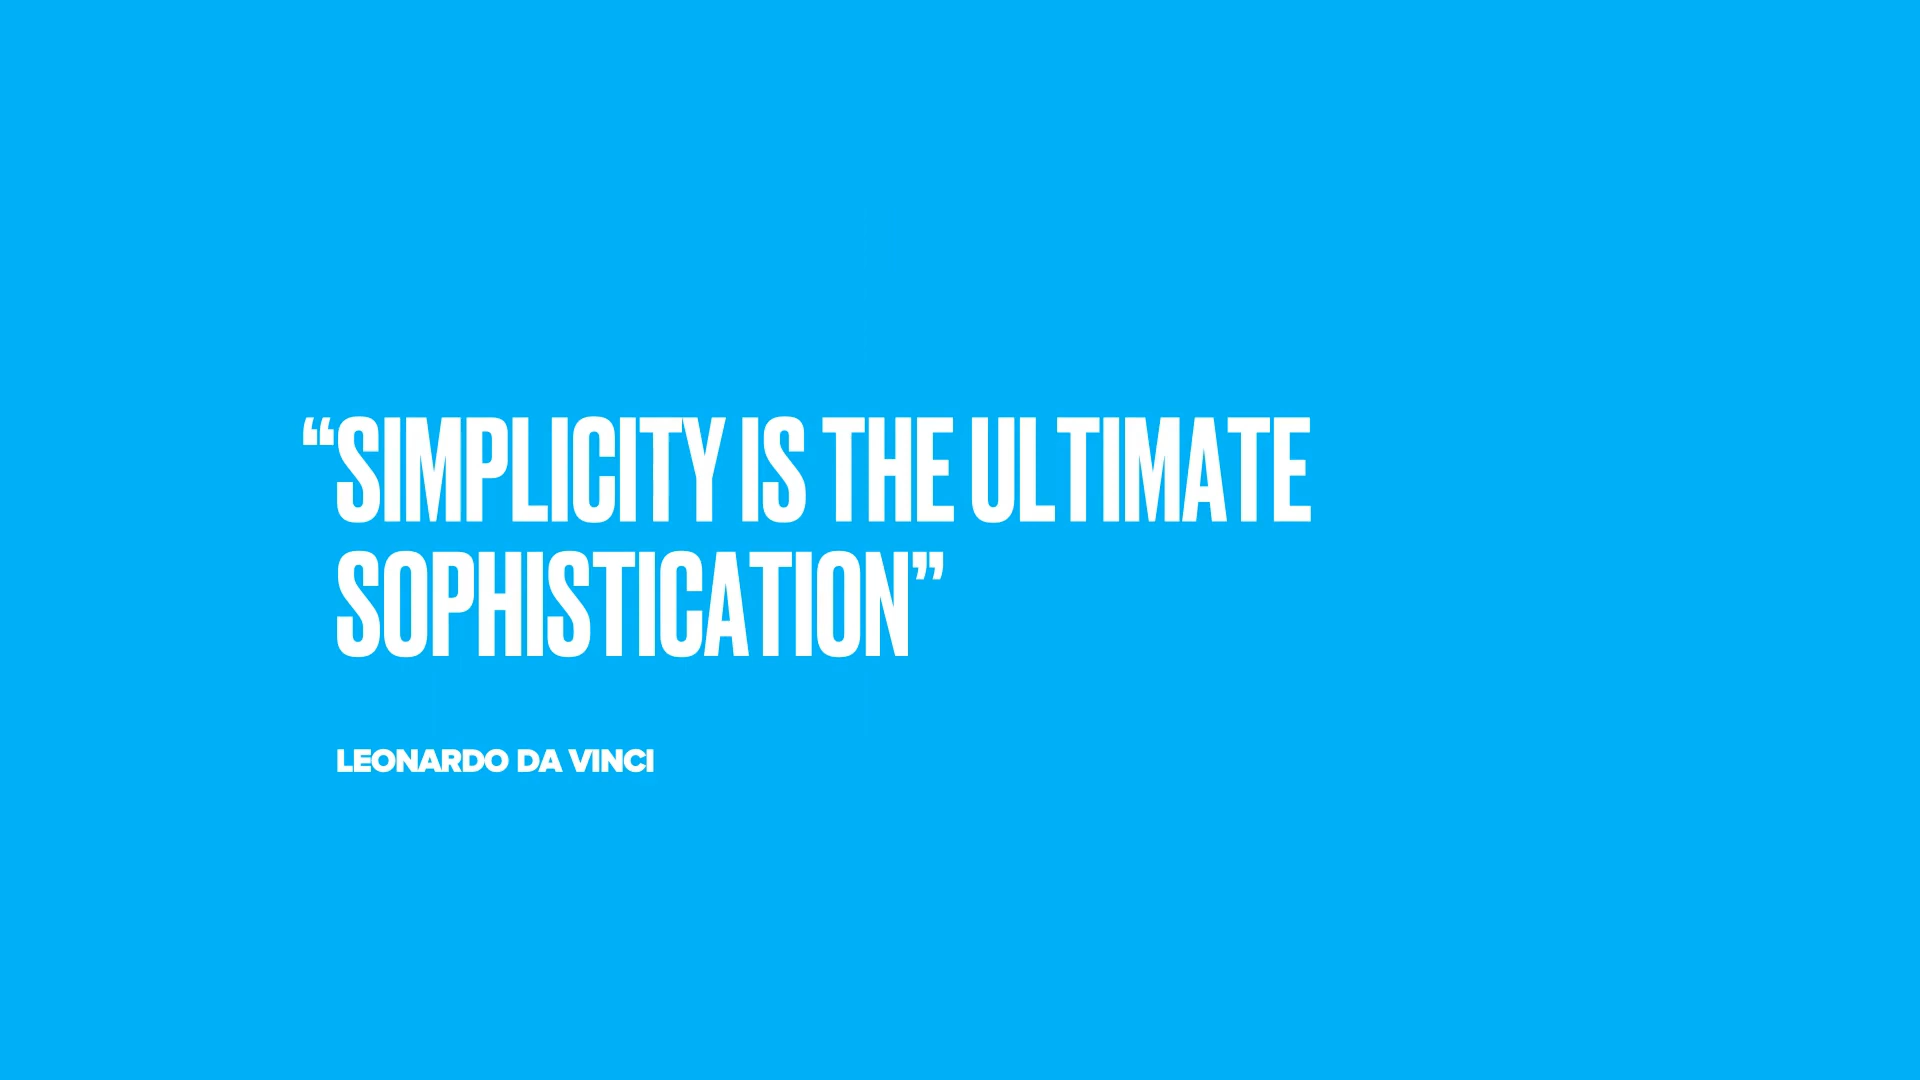 “SIMPLICITY IS THE ULTIMATE
SOPHISTICATION”
LEONARDO DA VINCI